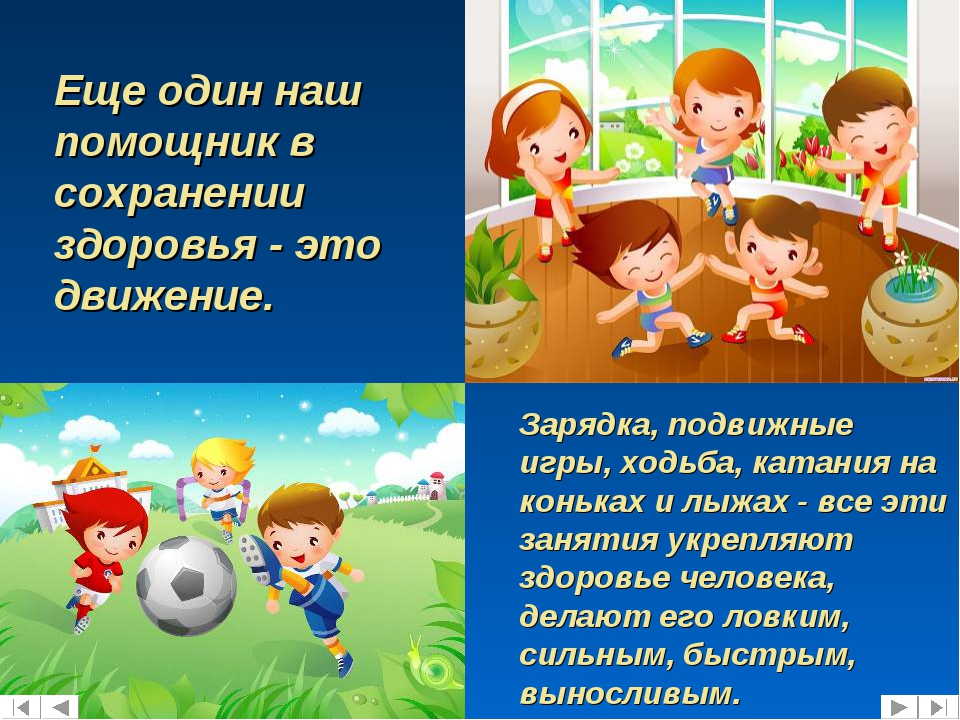 Еще один наш
помощник в
сохранении
здоровья - это
движение.
Зарядка, подвижные
игры, ходьба, катания на
коньках и лыжах - все эти
занятия укрепляют
здоровье человека,
делают его ловким,
сильным, быстрым,
выносливым.